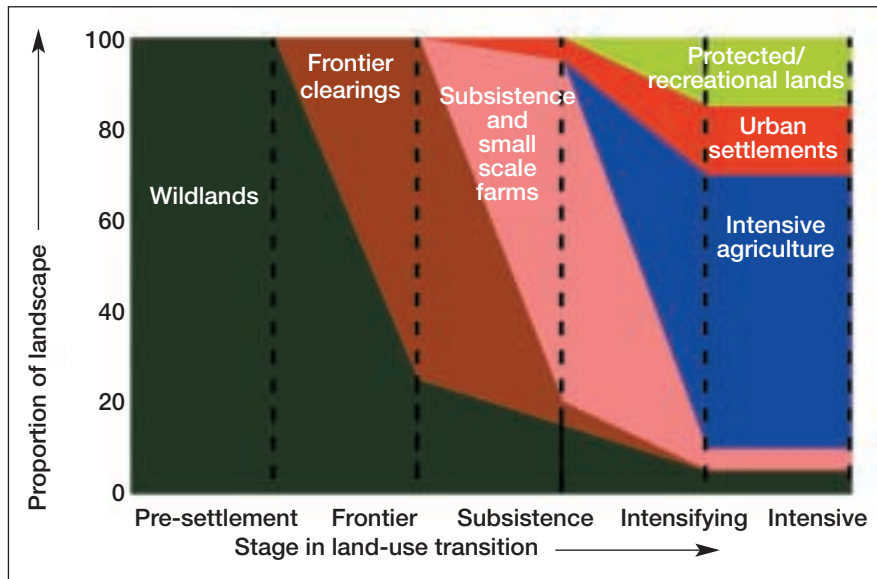 100
80
60
40
20
0
Proportion of landscape
Wildlands
Frontier
clearings
Subsistence
and
small
scale
farms
Protected/
recreational lands
Urban
settlements
Intensive
agriculture
Pre-settlement Frontier Subsistence Intensifying Intensive
Stage in land-use transition